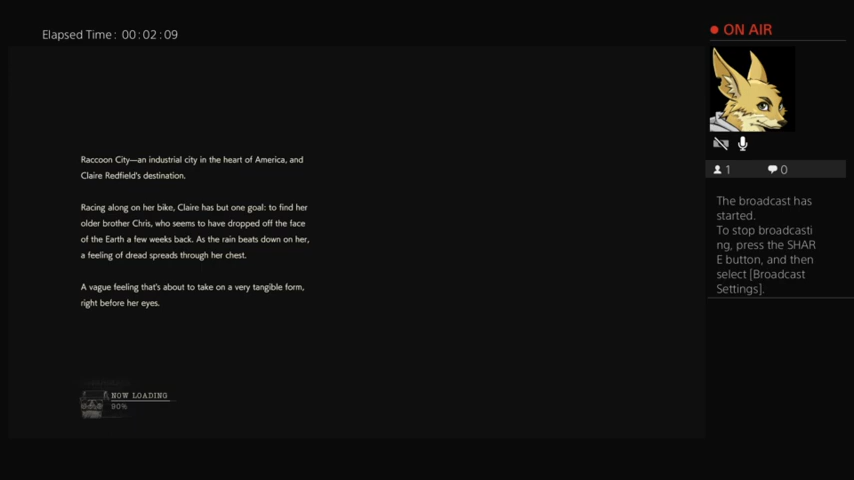 Elapsed Time: 00:02:09
ON AIR
1 0
Raccoon City—an industrial city in the heart of America, and
Claire Redfield's destination.
Racing along on her bike, Claire has but one goal: to find her
older brother Chris, who seems to have dropped off the face
of the Earth a few weeks back. As the rain beats down on her,
a feeling of dread spreads through her chest.
A vague feeling that's about to take on a very tangible form,
right before her eyes.
NOW LOADING
90%
The broadcast has
started.
To stop broadcasti
ng, press the SHAR
E button, and then
select [Broadcast
Settings].